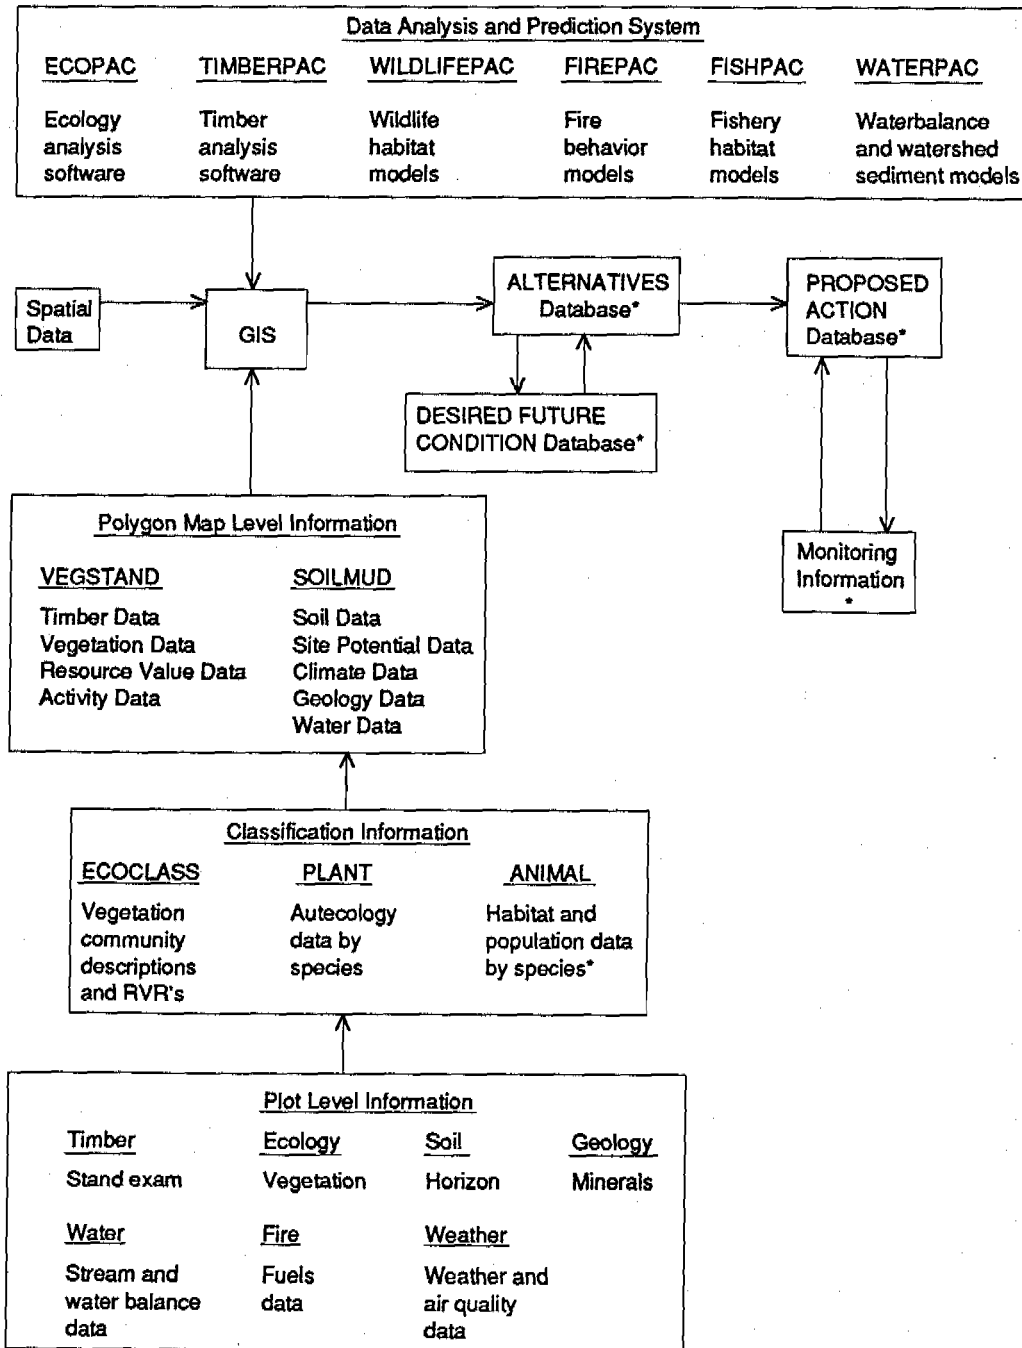 Data Analysis and Prediction System
ECOPAC
Ecology
analysis
software
TIMBERPAC
Timber
analysis
software
WILDLIFEPAC
Wildlife
habitat
models
FIREPAC
Fire
behavior
models
FISHPAC
Fishery
habitat
models
WATERPAC
Waterbalance
and watershed
sediment models
Spatial
Data
GIS
ALTERNATIVES
Database*
PROPOSED
ACTION
Database*
DESIRED FUTURE
CONDITION Database*
Monitoring
Information
*
Polygon Map Level Information
VEGSTAND
Timber Data
Vegetation Data
Resource Value Data
Activity Data
SOILMUD
Soil Data
Site Potential Data
Climate Data
Geology Data
Water Data
Classification Information
ECOCLASS
Vegetation
community
descriptions
and RVR's
PLANT
Autecology
data by
species
ANIMAL
Habitat and
population data
by species*
Plot Level Information
Timber
Stand exam
Ecology
Vegetation
Soil
Horizon
Geology
Minerals
Water
Stream and
water balance
data
Fire
Fuels
data
Weather
Weather and
air quality
data